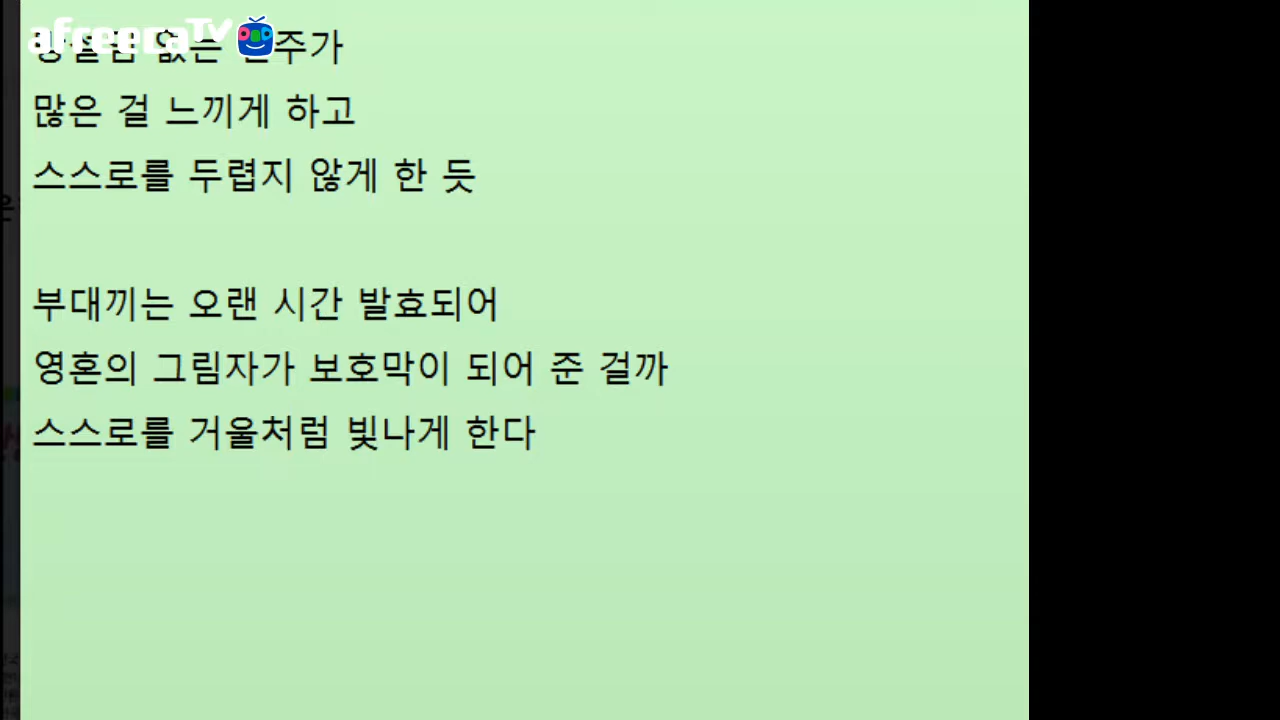 afreecaTV
없는
많은 걸 느끼게 하고
스스로를 두렵지 않게 한 듯
부대끼는 오랜 시간 발효되어
영혼의 그림자가 보호막이 되어 준 걸까
스스로를 거울처럼 빛나게 한다